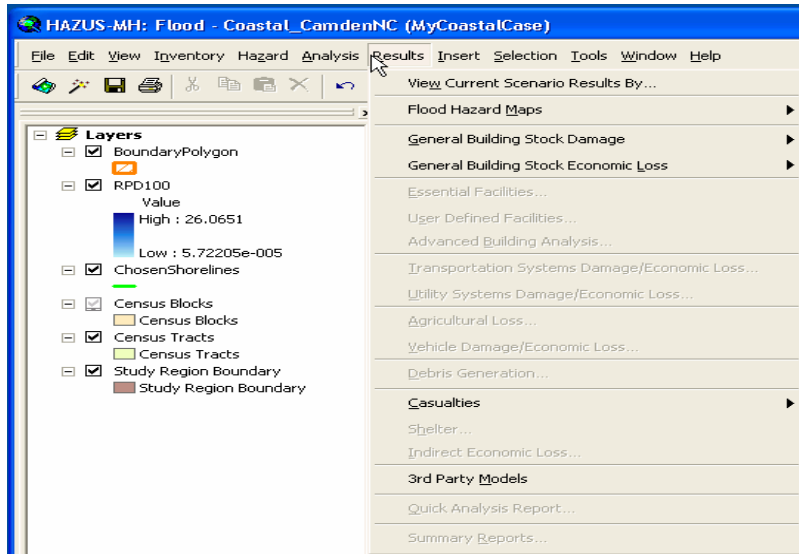 HAZUS-MH: Flood - Coastal_CamdenNC (MyCoastalCase)
File Edit View Inventory Hazard Analysis Results Insert Selection Tools Window Help
Layers
BoundaryPolygon
RPD100
Value
High : 26.0651
Low : 5.72205e-005
ChosenShorelines
Census Blocks
Census Blocks
Census Tracts
Census Tracts
Study Region Boundary
Study Region Boundary
View Current Scenario Results By...
Flood Hazard Maps
General Building Stock Damage
General Building Stock Economic Loss
Essential Facilities...
User Defined Facilities...
Advanced Building Analysis...
Transportation Systems Damage/Economic Loss...
Utility Systems Damage/Economic Loss...
Agricultural Loss...
Vehicle Damage/Economic Loss...
Debris Generation...
Casualties
Shelter...
Indirect Economic Loss...
3rd Party Models
Quick Analysis Report...
Summary Reports...